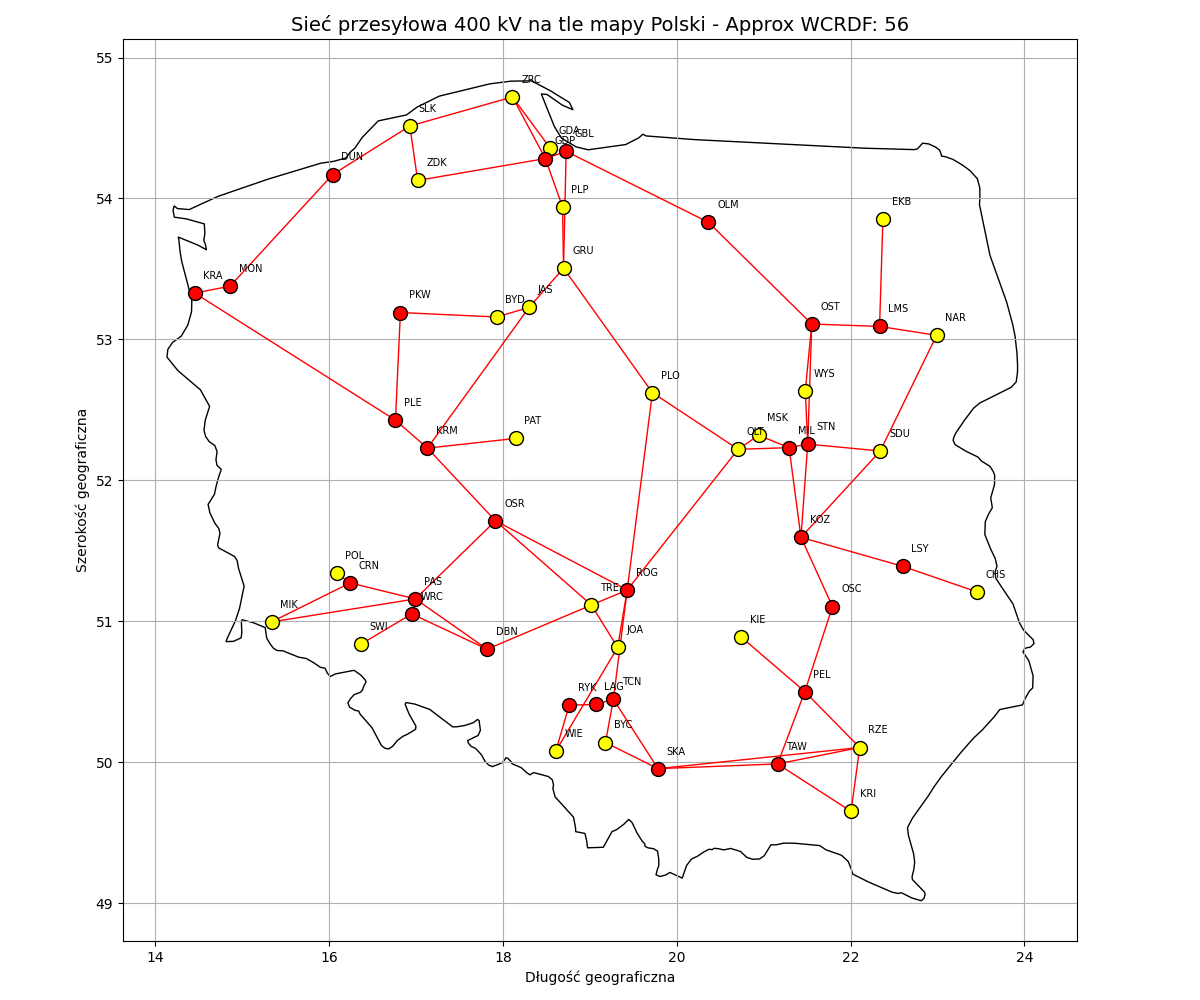 Sieć przesyłowa 400 kV na tle mapy Polski - Approx WCRDF: 56
55
54
53
52
51
50
49
Szerokość geograficzna
ZRC
SLK
GDA
GBL
GDP
DUN
ZDK
PLP
OLM
EKB
GRU
KRA
MON
JAS
PKW
BYD
OST
LMS
NAR
PLO
WYS
PLE
KRM
PAT
MSK
OLT
MIL
STN
SDU
OSR
KOZ
POL
CRN
LSY
ROG
PAS
WRC
TRE
CHS
OSC
MIK
SWI
DBN
JOA
KIE
RYK
LAG
TCN
PEL
WIE
BYC
RZE
SKA
TAW
KRI
14
16
18
20
22
24
Długość geograficzna